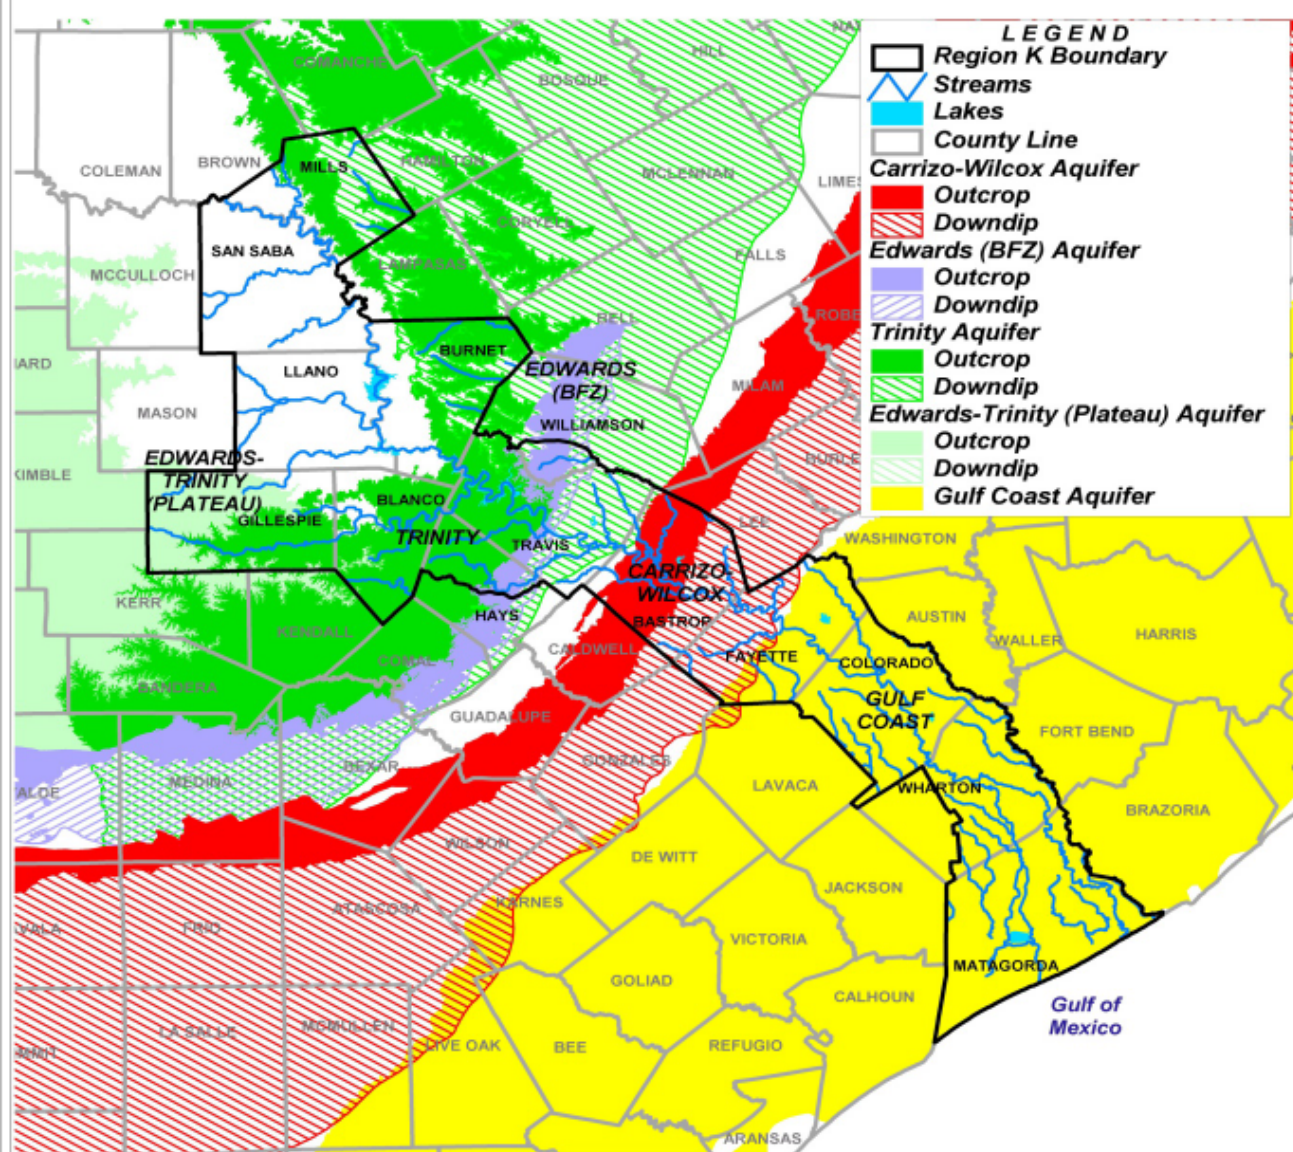 LEGEND
Region K Boundary
Streams
Lakes
County Line
Carrizo-Wilcox Aquifer
Outcrop
Downdip
Edwards (BFZ) Aquifer
Outcrop
Downdip
Trinity Aquifer
Outcrop
Downdip
Edwards-Trinity (Plateau) Aquifer
Outcrop
Downdip
Gulf Coast Aquifer
COMANCHE
BOSQUE
HILL
NA
COLEMAN
BROWN
MILLS
HAMILTON
MCLENNAN
LIMES
CORYELL
SAN SABA
LAMPASAS
FALLS
MCCULLOCH
ROBE
BELL
BURNET
EDWARDS
(BFZ)
LLANO
ARD
MILAM
MASON
WILLIAMSON
BURLE
EDWARDS-
TRINITY
(PLATEAU)
KIMBLE
BLANCO
GILLESPIE
TRINITY
TRAVIS
LEE
WASHINGTON
CARRIZO
WILCOX
KERR
KENDALL
HAYS
BASTROP
AUSTIN
WALLER
HARRIS
CALDWELL
FAYETTE
COLORADO
COMAL
BANDERA
GULF
COAST
GUADALUPE
FORT BEND
GONZALES
BEXAR
MEDINA
LAVACA
WHARTON
ALDE
BRAZORIA
WILSON
DE WITT
JACKSON
KARNES
ATASCOSA
FRIO
VALA
VICTORIA
GOLIAD
MATAGORDA
CALHOUN
Gulf of
Mexico
LA SALLE
MCMULLEN
LIVE OAK
BEE
REFUGIO
ARANSAS